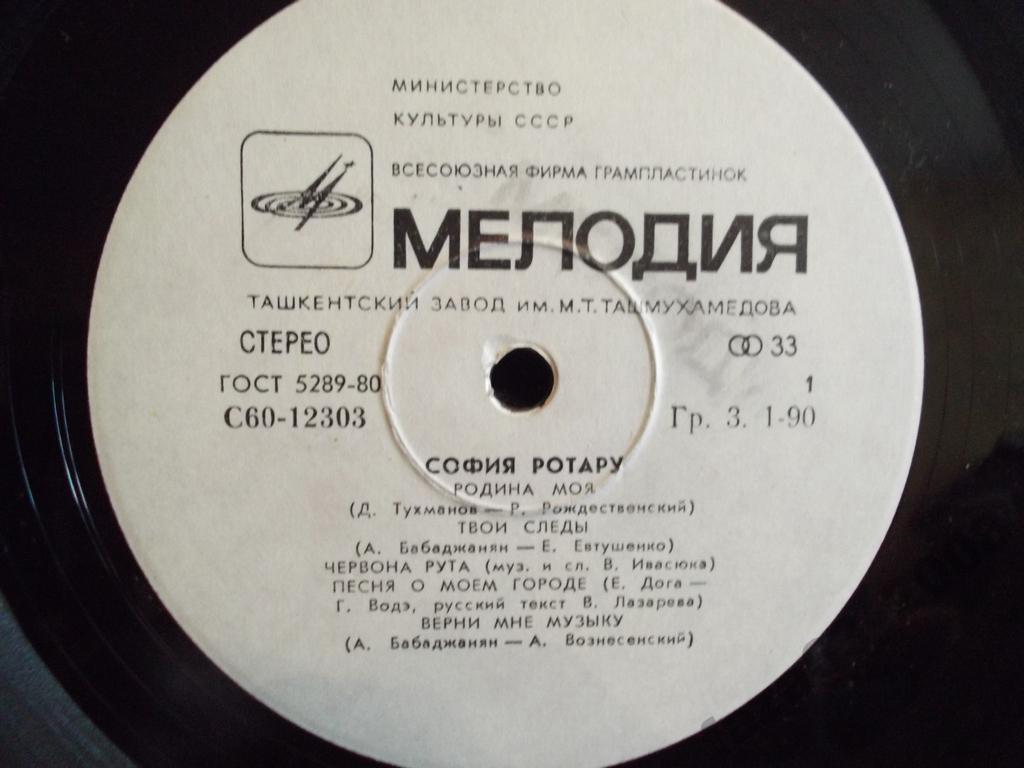 МИНИСТЕРСТВО
КУЛЬТУРЫ СССР
ВСЕСОЮЗНАЯ ФИРМА ГРАМПЛАСТИНОК
МЕЛОДИЯ
ТАШКЕНТСКИЙ ЗАВОД ИМ. М.Т. ТАШМУХАМЕДОВА
СТЕРЕО 33
ГОСТ 5289-80 1
С60-12303 Гр. 3. 1-90
СОФИЯ РОТАРУ
РОДИНА МОЯ
(Д. Тухманов — Р. Рождественский)
ТВОИ СЛЕДЫ
(А. Бабаджанян — Е. Евтушенко)
ЧЕРВОНА РУТА (муз. и сл. В. Ивасюка)
ПЕСНЯ О МОЕМ ГОРОДЕ (Е. Дога —
Г. Водэ, русский текст В. Лазарева)
ВЕРНИ МНЕ МУЗЫКУ
(А. Бабаджанян — А. Вознесенский)